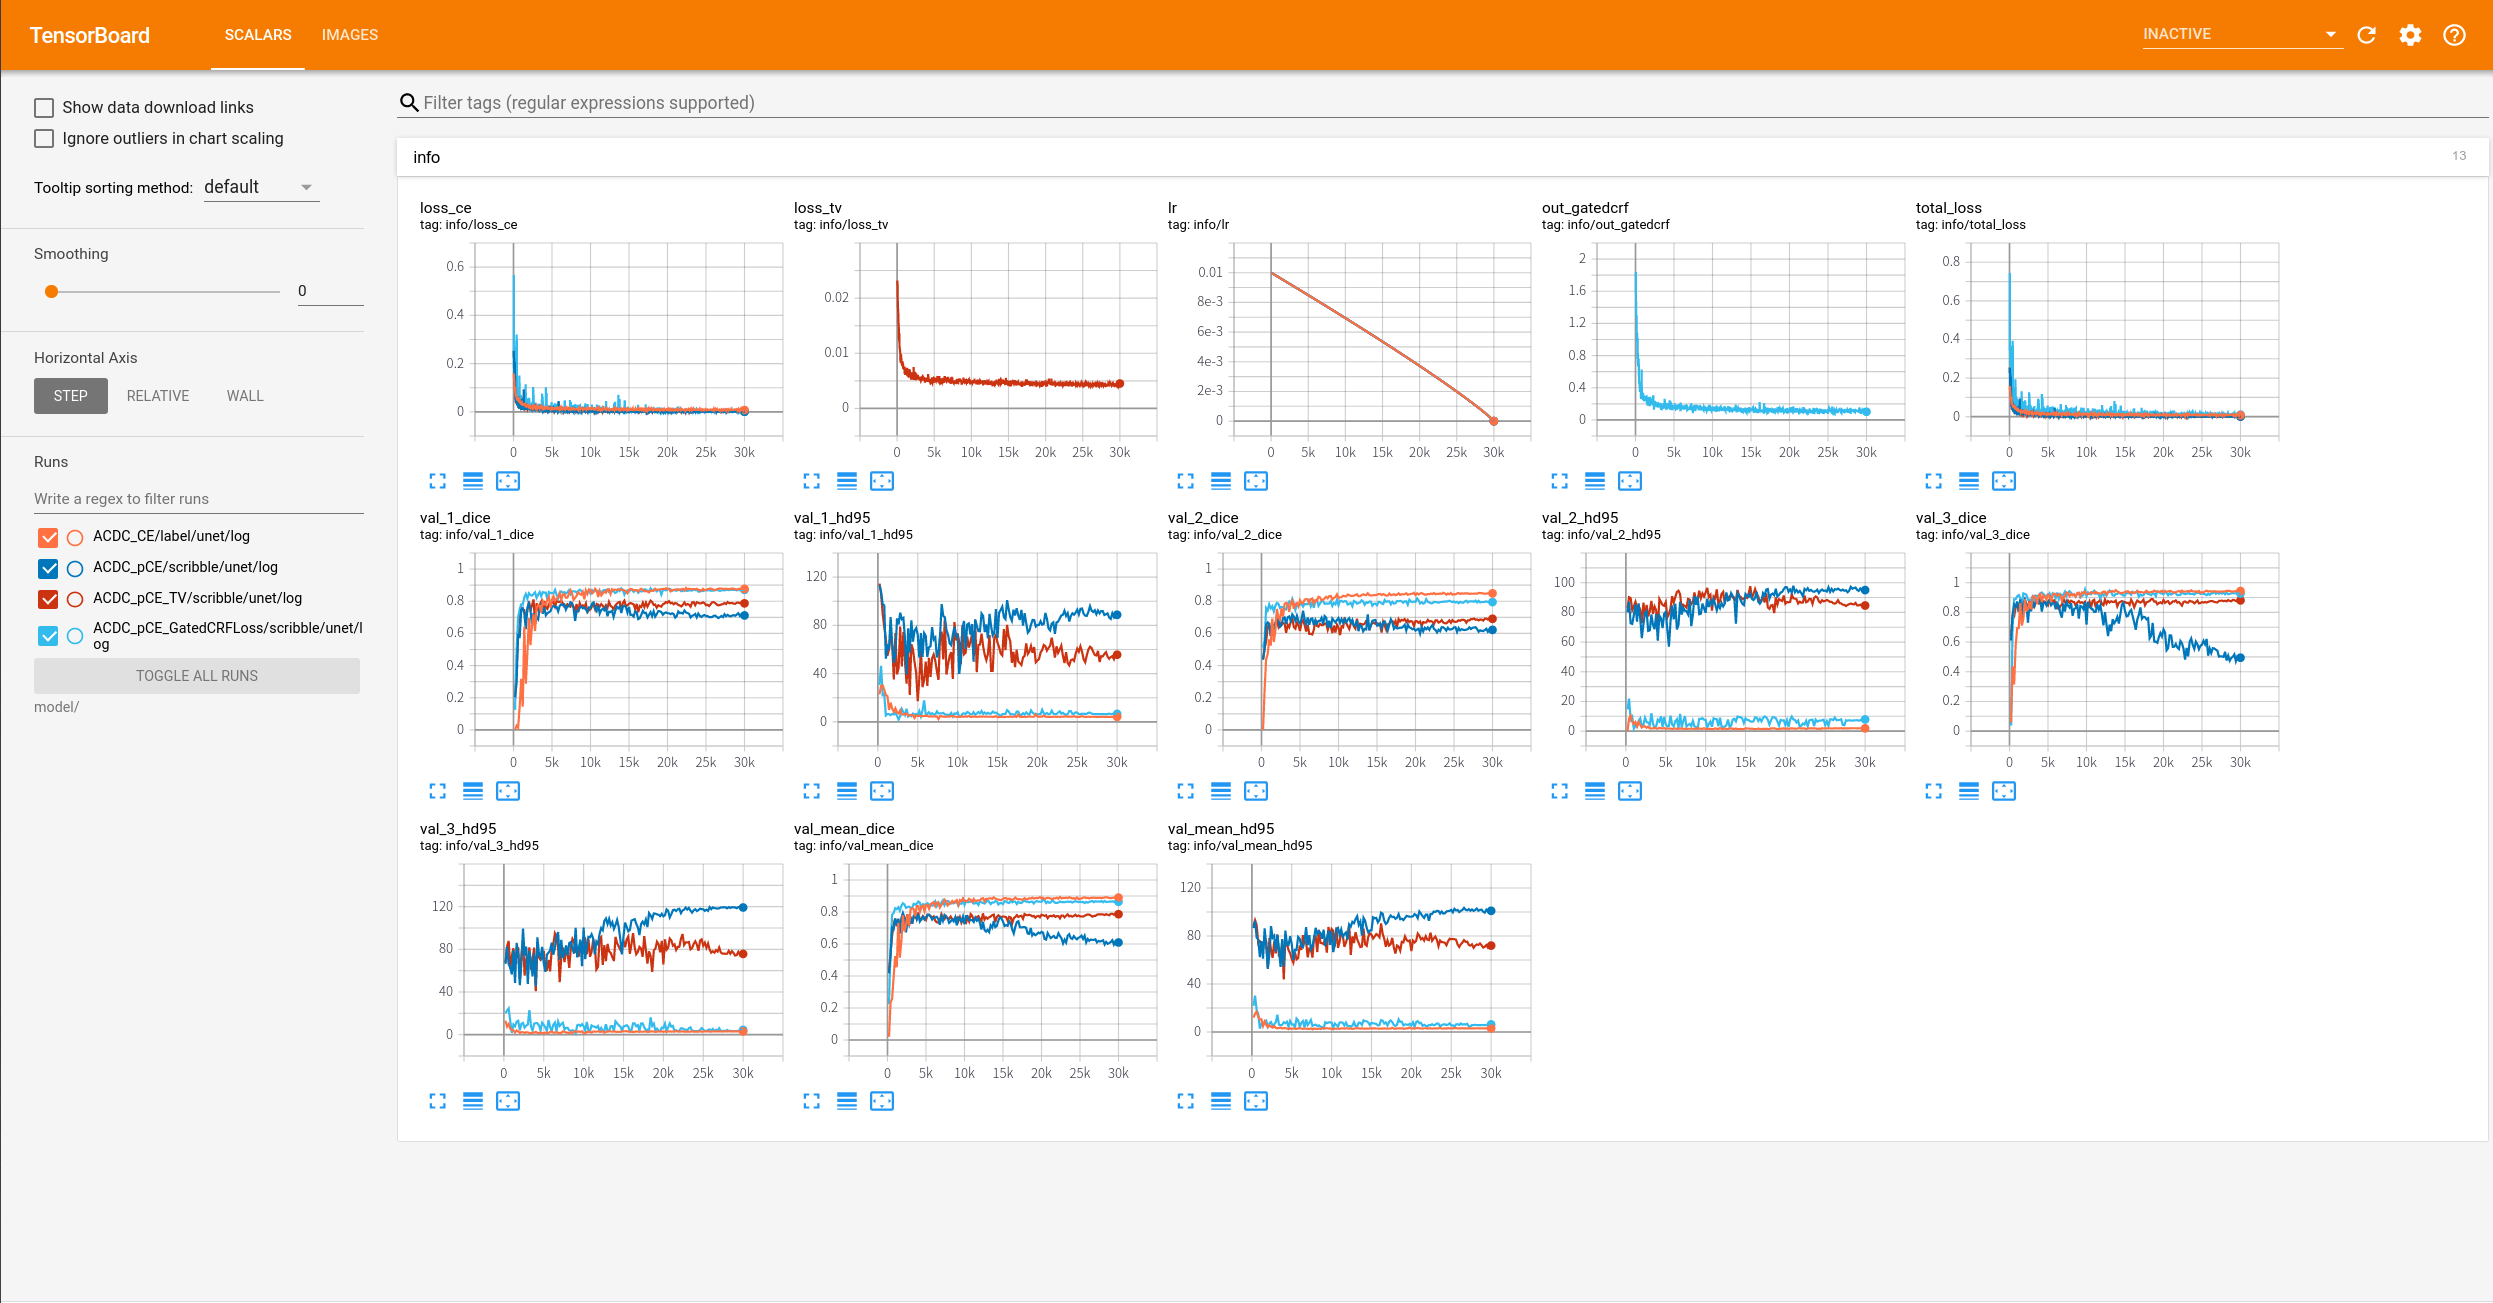 TensorBoard
SCALARS IMAGES
INACTIVE
Show data download links
Ignore outliers in chart scaling
Tooltip sorting method: default
Smoothing
0
Horizontal Axis
STEP RELATIVE WALL
Runs
Write a regex to filter runs
ACDC_CE/label/unet/log
ACDC_pCE/scribble/unet/log
ACDC_pCE_TV/scribble/unet/log
ACDC_pCE_GatedCRFLoss/scribble/unet/l
og
TOGGLE ALL RUNS
model/
Filter tags (regular expressions supported)
info 13
loss_ce
tag: info/loss_ce
0.6
0.4
0.2
0
0 5k 10k 15k 20k 25k 30k
loss_tv
tag: info/loss_tv
0.02
0.01
0
0 5k 10k 15k 20k 25k 30k
lr
tag: info/lr
0.01
8e-3
6e-3
4e-3
2e-3
0
0 5k 10k 15k 20k 25k 30k
out_gatedcrf
tag: info/out_gatedcrf
2
1.6
1.2
0.8
0.4
0
0 5k 10k 15k 20k 25k 30k
total_loss
tag: info/total_loss
0.8
0.6
0.4
0.2
0
0 5k 10k 15k 20k 25k 30k
val_1_dice
tag: info/val_1_dice
1
0.8
0.6
0.4
0.2
0
0 5k 10k 15k 20k 25k 30k
val_1_hd95
tag: info/val_1_hd95
120
80
40
0
0 5k 10k 15k 20k 25k 30k
val_2_dice
tag: info/val_2_dice
1
0.8
0.6
0.4
0.2
0
0 5k 10k 15k 20k 25k 30k
val_2_hd95
tag: info/val_2_hd95
100
80
60
40
20
0
0 5k 10k 15k 20k 25k 30k
val_3_dice
tag: info/val_3_dice
1
0.8
0.6
0.4
0.2
0
0 5k 10k 15k 20k 25k 30k
val_3_hd95
tag: info/val_3_hd95
120
80
40
0
0 5k 10k 15k 20k 25k 30k
val_mean_dice
tag: info/val_mean_dice
1
0.8
0.6
0.4
0.2
0
0 5k 10k 15k 20k 25k 30k
val_mean_hd95
tag: info/val_mean_hd95
120
80
40
0
0 5k 10k 15k 20k 25k 30k